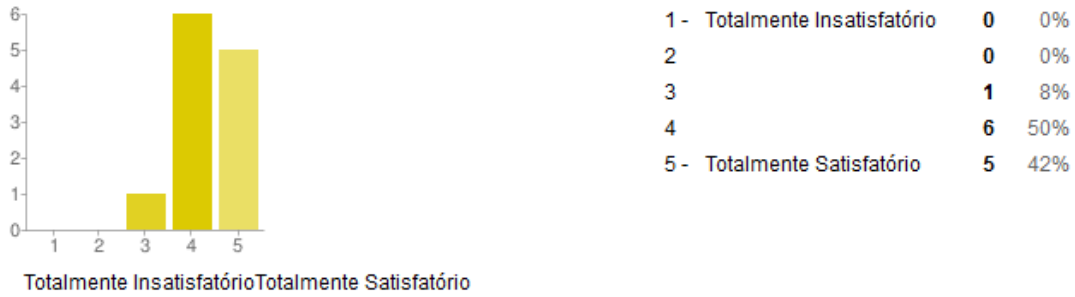 6
5
4
3
2
1
0
1 2 3 4 5
Totalmente InsatisfatórioTotalmente Satisfatório
1 - Totalmente Insatisfatório 0 0%
2 0 0%
3 1 8%
4 6 50%
5 - Totalmente Satisfatório 5 42%